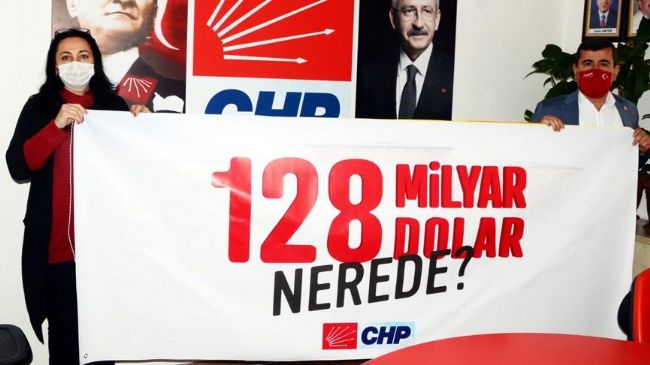 CHP
128 MİLYAR
DOLAR
NEREDE?
CHP